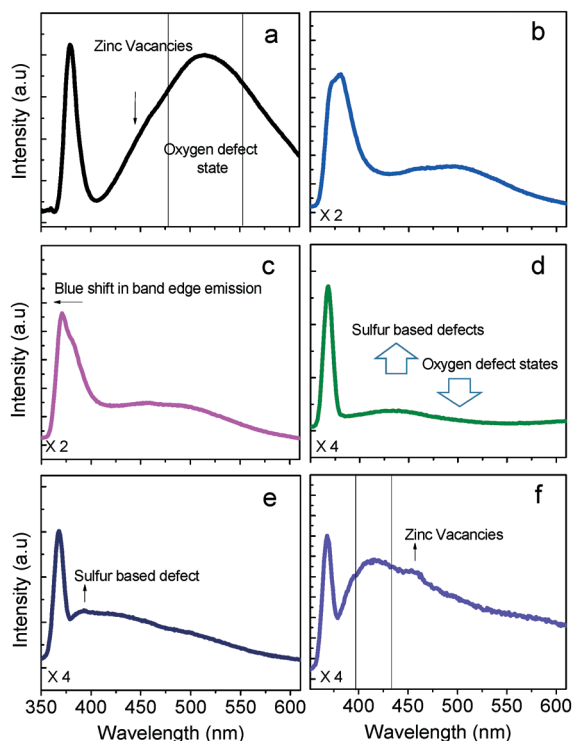 a
Zinc Vacancies
Oxygen defect
state
Intensity (a.u)
b
X 2
c
Blue shift in band edge emission
Intensity (a.u)
X 2
d
Sulfur based defects
Oxygen defect states
X 4
e
Sulfur based defect
Intensity (a.u)
X 4
350 400 450 500 550 600
Wavelength (nm)
f
Zinc Vacancies
X 4
400 450 500 550 600
Wavelength (nm)